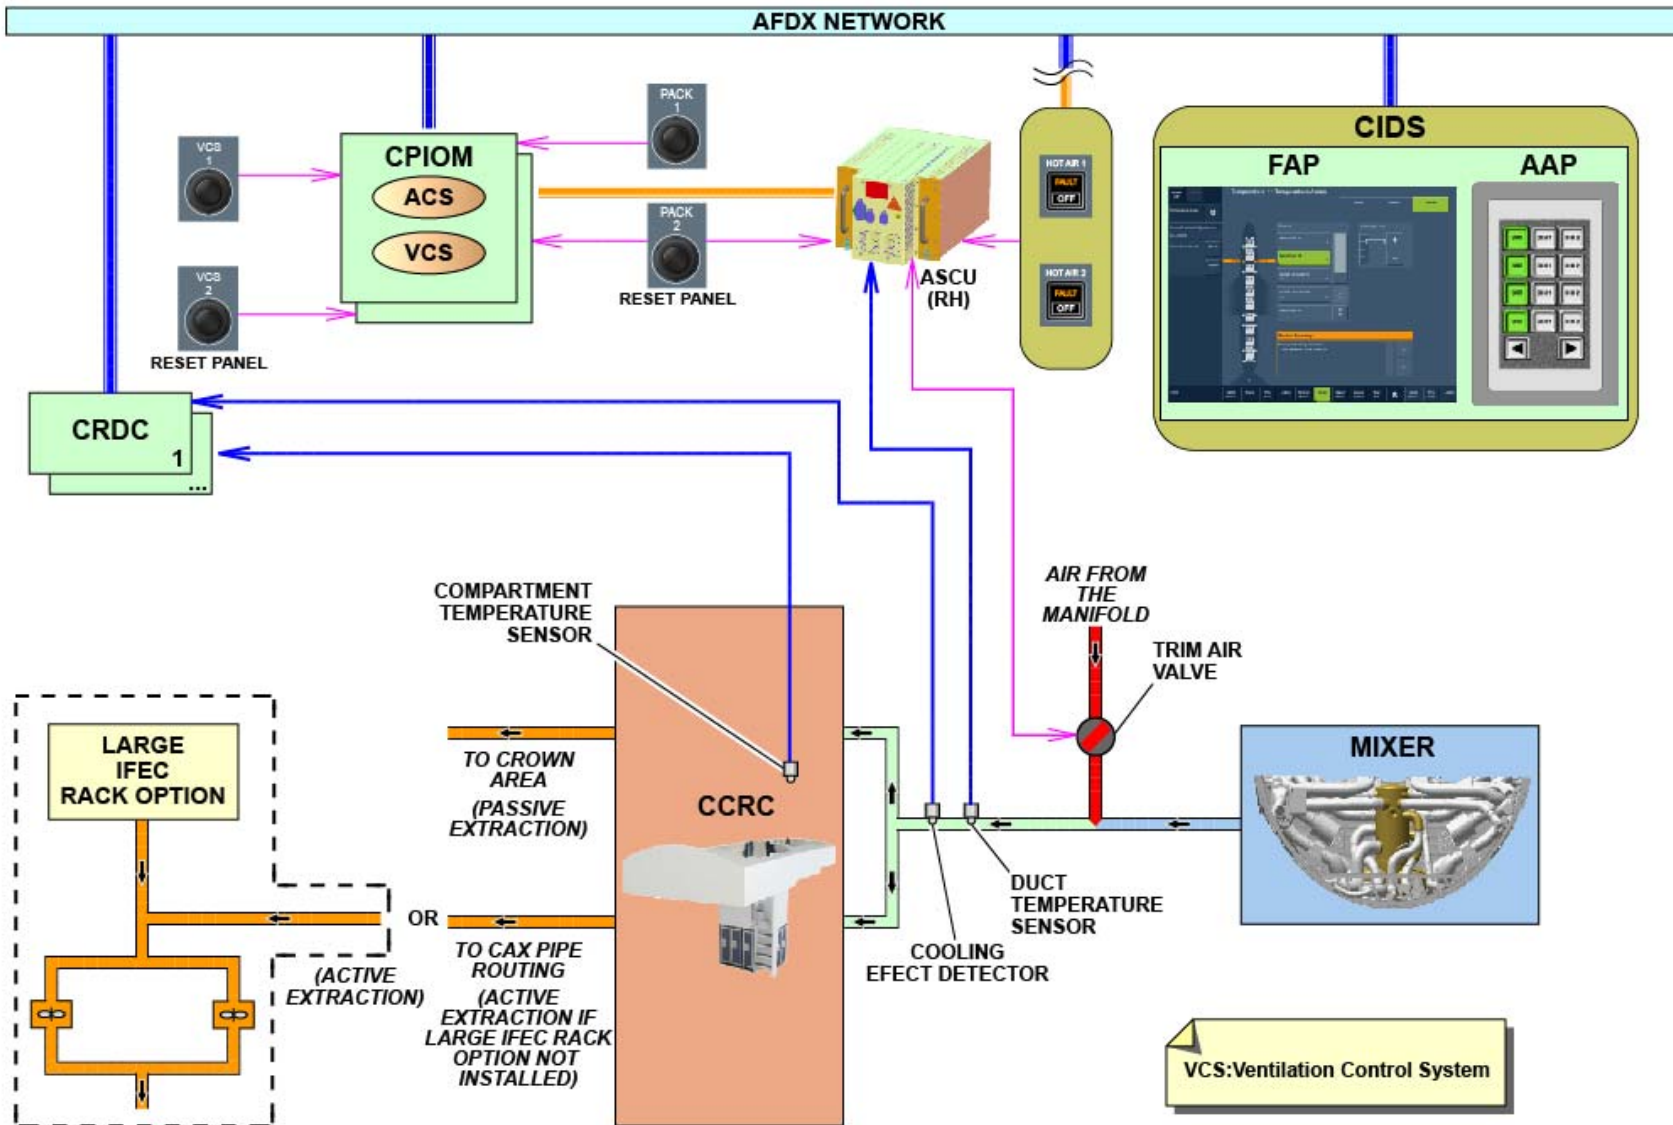 AFDX NETWORK
VCS
1
CPIOM
ACS
VCS
PACK
1
PACK
2
RESET PANEL
VCS
2
RESET PANEL
ASCU
(RH)
HOT AIR 1
FAULT
OFF
HOT AIR 2
FAULT
OFF
CIDS
FAP
AAP
CRDC
1
...
COMPARTMENT
TEMPERATURE
SENSOR
AIR FROM
THE
MANIFOLD
TRIM AIR
VALVE
LARGE
IFEC
RACK OPTION
TO CROWN
AREA
(PASSIVE
EXTRACTION)
CCRC
MIXER
OR
(ACTIVE
EXTRACTION)
TO CAX PIPE
ROUTING
(ACTIVE
EXTRACTION IF
LARGE IFEC RACK
OPTION NOT
INSTALLED)
DUCT
TEMPERATURE
SENSOR
COOLING
EFECT DETECTOR
VCS:Ventilation Control System